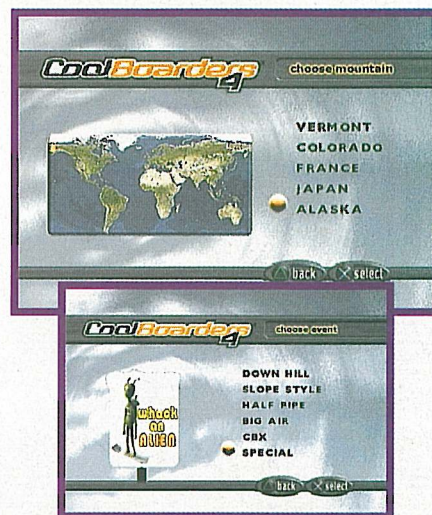 CoolBoarders 4
choose mountain
VERMONT
COLORADO
FRANCE
JAPAN
ALASKA
back select
CoolBoarders 4
choose event
whack
an
ALIEN
DOWN HILL
SLOPE STYLE
HALF PIPE
BIG AIR
CBX
SPECIAL
back select